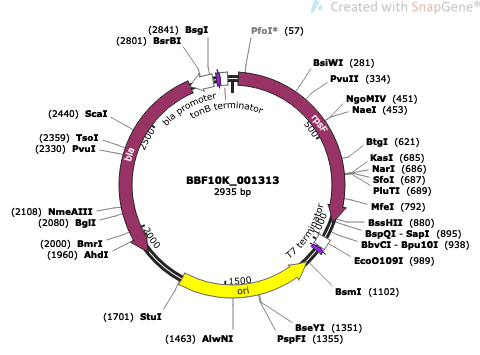 Created with SnapGene®
(2841) BsgI
(2801) BsrBI
PfoI* (57)
BsiWI (281)
PvuII (334)
NgoMIV (451)
NaeI (453)
BtgI (621)
KasI (685)
NarI (686)
SfoI (687)
PluTI (689)
MfeI (792)
BssHII (880)
BspQI - SapI (895)
BbvCI - Bpu10I (938)
EcoO109I (989)
BsmI (1102)
BseYI (1351)
PspFI (1355)
(1463) AlwNI
(1701) StuI
(1960) AhdI
(2000) BmrI
(2080) BglI
(2108) NmeAIII
(2330) PvuI
(2359) TsoI
(2440) ScaI
bla promoter
tonB terminator
rpsF
500
T7 terminator
1000
ori
1500
2000
bla
2500
BBF10K_001313
2935 bp